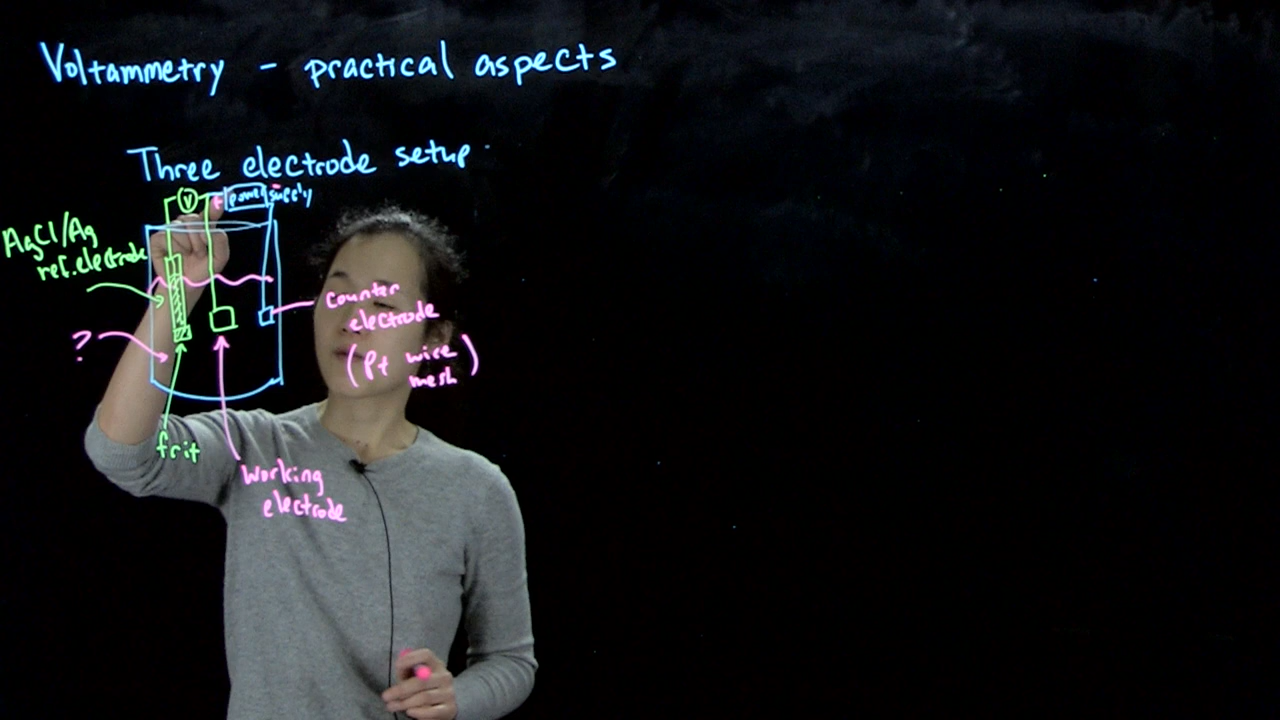 Voltammetry - practical aspects
Three electrode setup
V
+ power supply
AgCl/Ag
ref. electrode
counter
electrode
(Pt wire
mesh)
?
frit
working
electrode